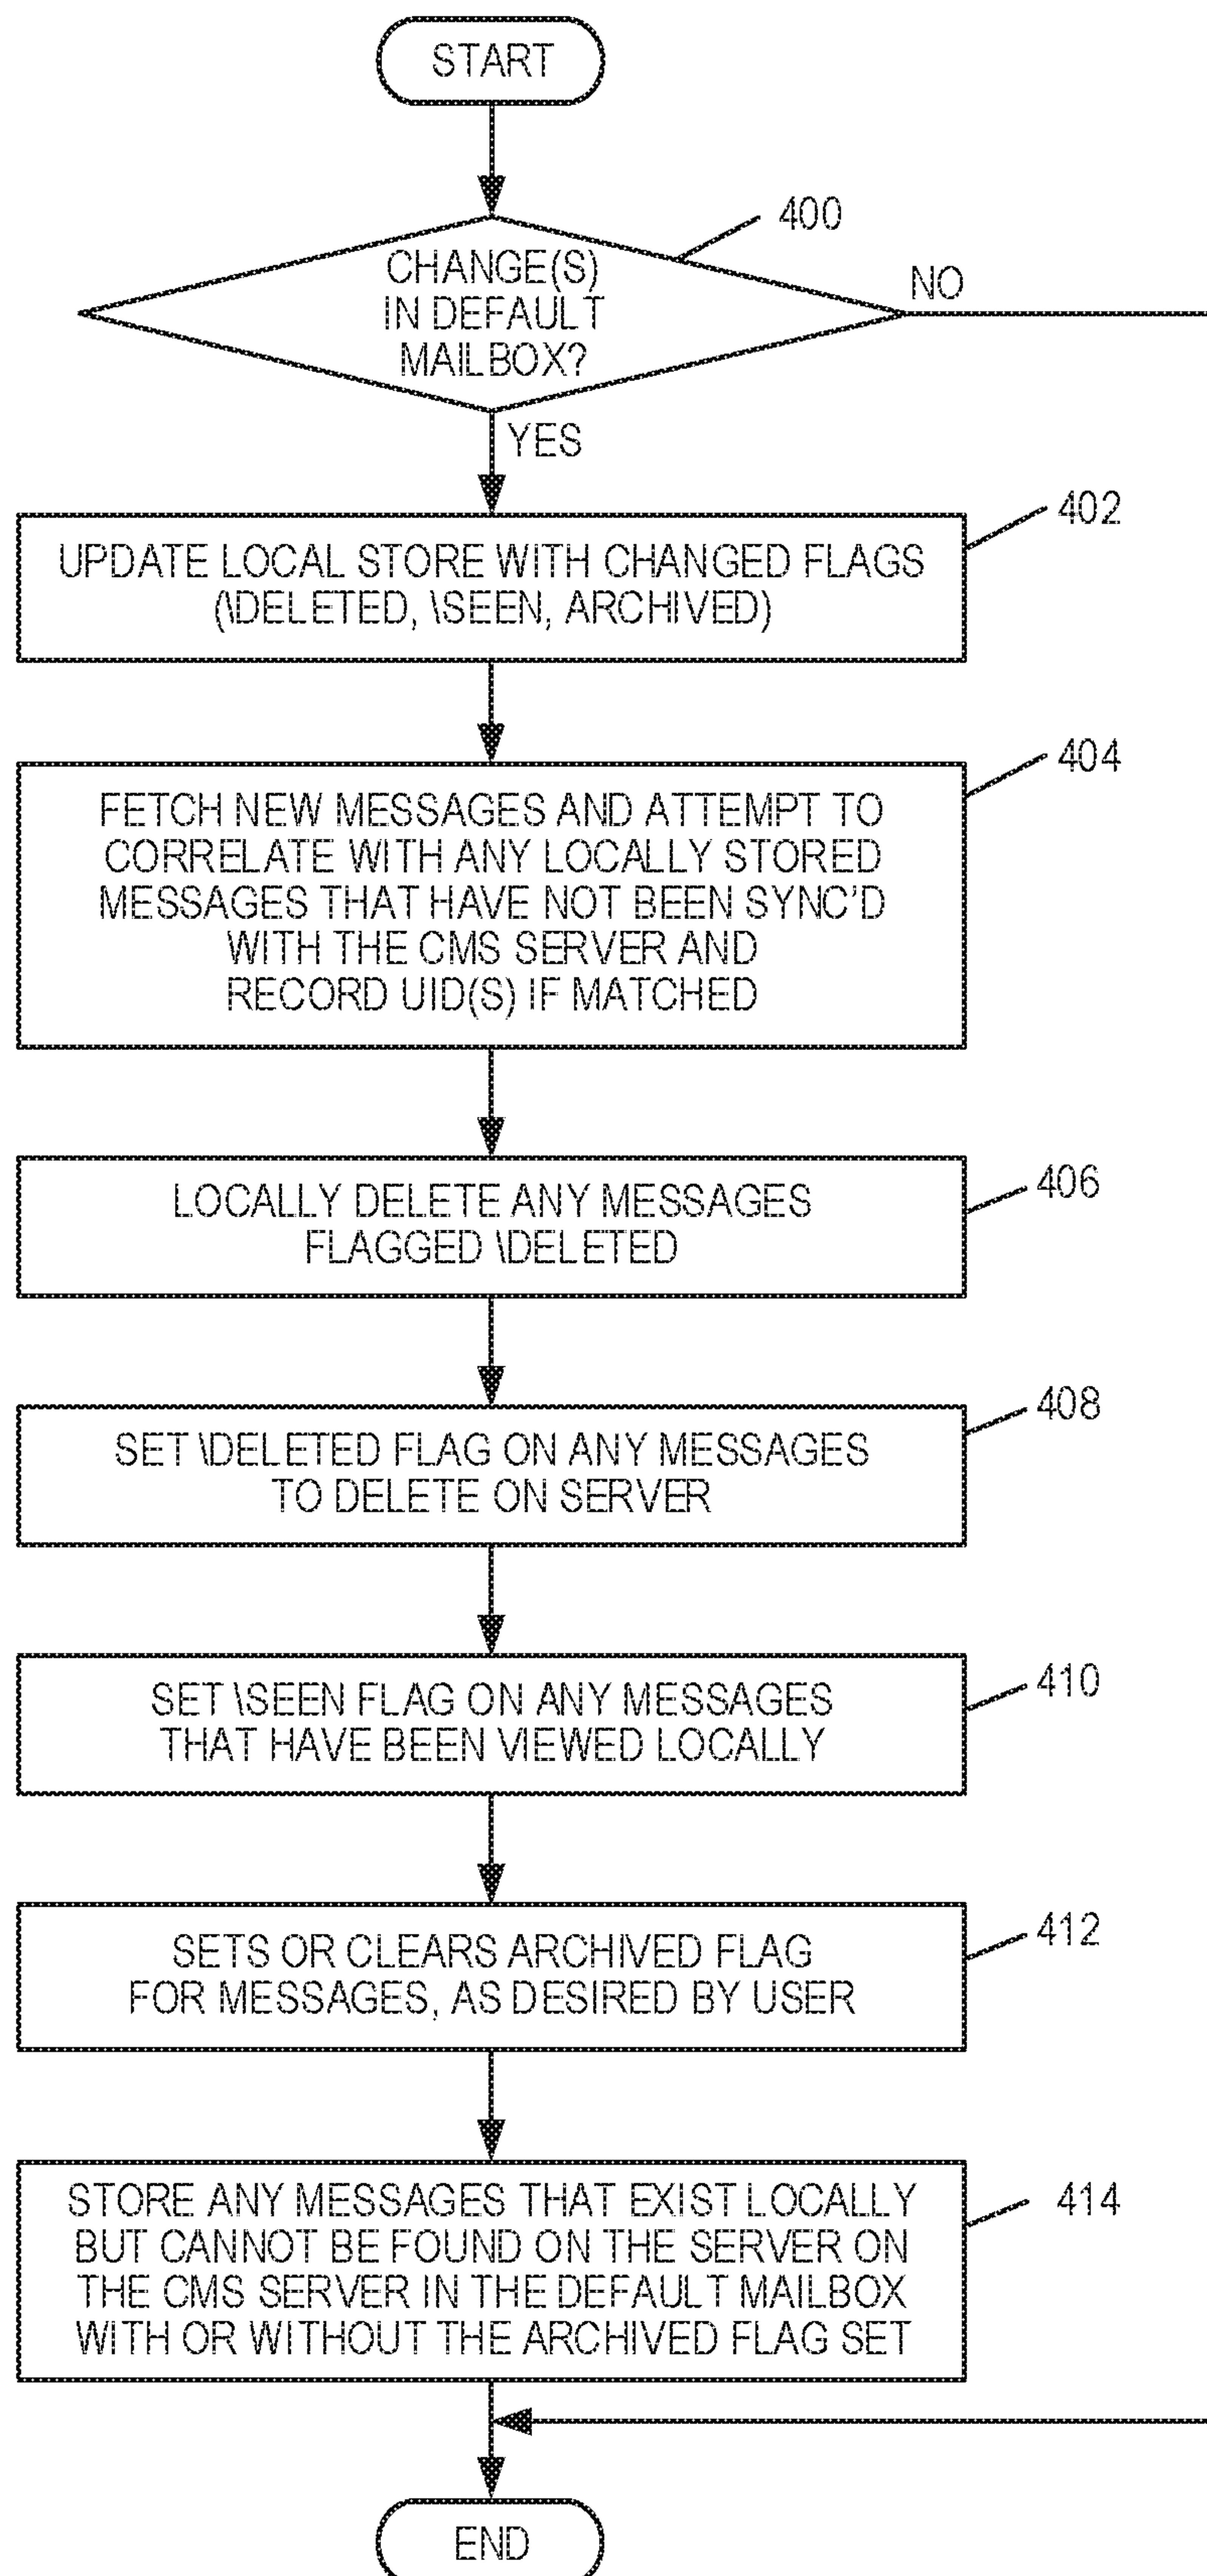 START
400
CHANGE(S)
IN DEFAULT
MAILBOX?
NO
YES
402
UPDATE LOCAL STORE WITH CHANGED FLAGS
(\DELETED, \SEEN, ARCHIVED)
404
FETCH NEW MESSAGES AND ATTEMPT TO
CORRELATE WITH ANY LOCALLY STORED
MESSAGES THAT HAVE NOT BEEN SYNC'D
WITH THE CMS SERVER AND
RECORD UID(S) IF MATCHED
406
LOCALLY DELETE ANY MESSAGES
FLAGGED \DELETED
408
SET \DELETED FLAG ON ANY MESSAGES
TO DELETE ON SERVER
410
SET \SEEN FLAG ON ANY MESSAGES
THAT HAVE BEEN VIEWED LOCALLY
412
SETS OR CLEARS ARCHIVED FLAG
FOR MESSAGES, AS DESIRED BY USER
414
STORE ANY MESSAGES THAT EXIST LOCALLY
BUT CANNOT BE FOUND ON THE SERVER ON
THE CMS SERVER IN THE DEFAULT MAILBOX
WITH OR WITHOUT THE ARCHIVED FLAG SET
END